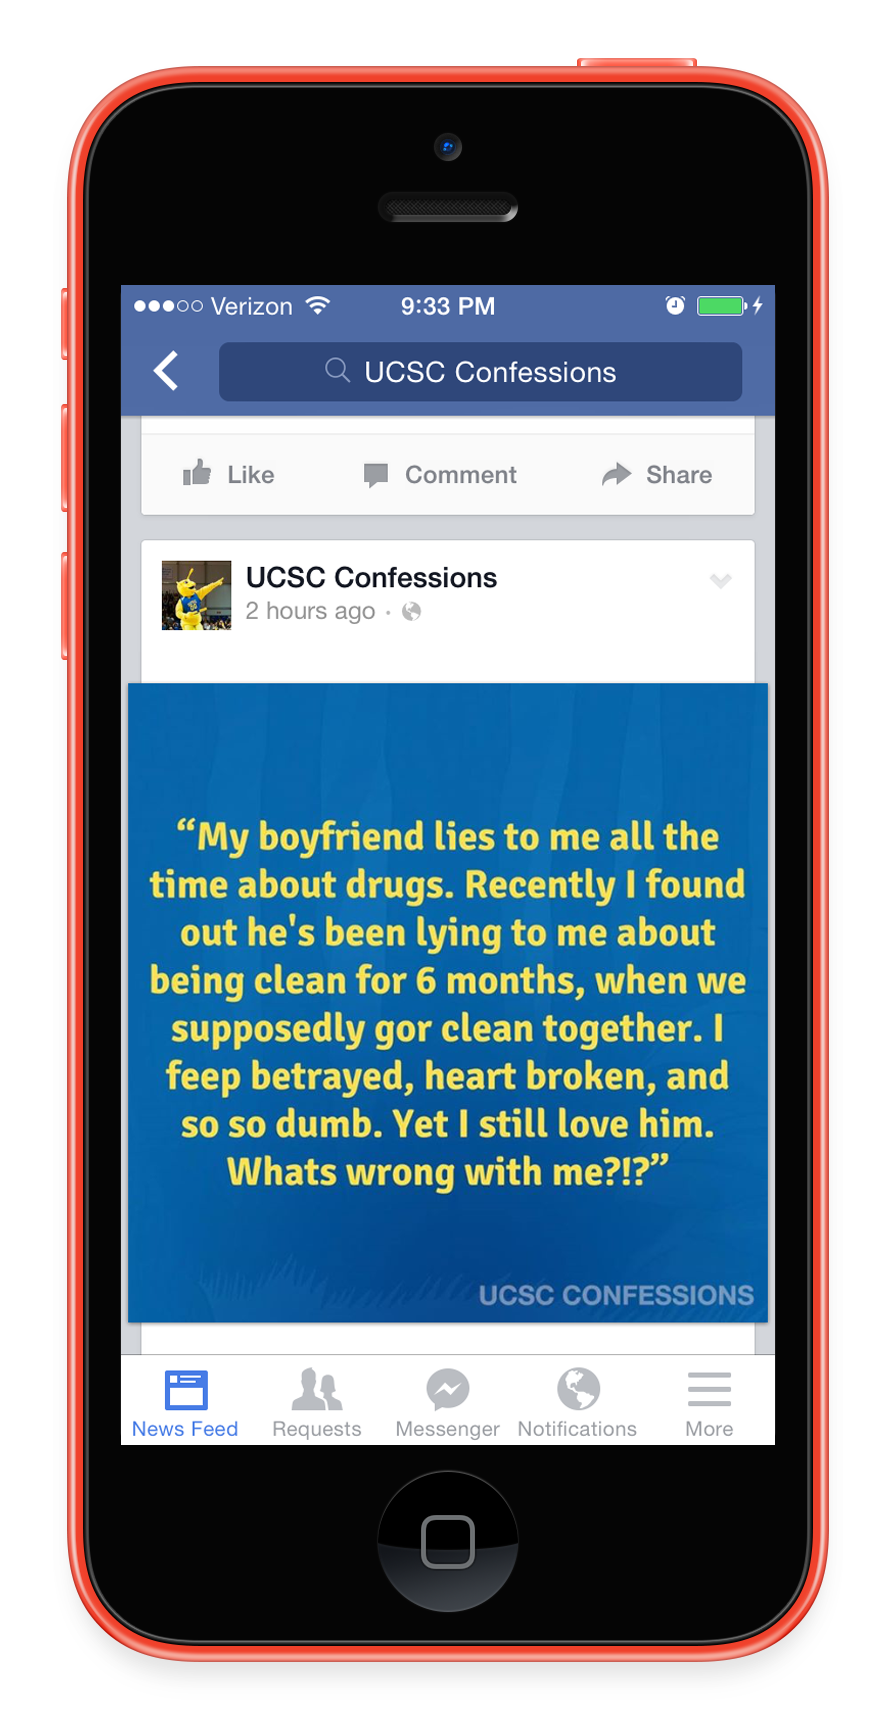 Verizon 9:33 PM
UCSC Confessions
Like Comment Share
UCSC Confessions
2 hours ago ·
“My boyfriend lies to me all the
time about drugs. Recently I found
out he's been lying to me about
being clean for 6 months, when we
supposedly gor clean together. I
feep betrayed, heart broken, and
so so dumb. Yet I still love him.
Whats wrong with me?!?”
UCSC CONFESSIONS
News Feed Requests Messenger Notifications More